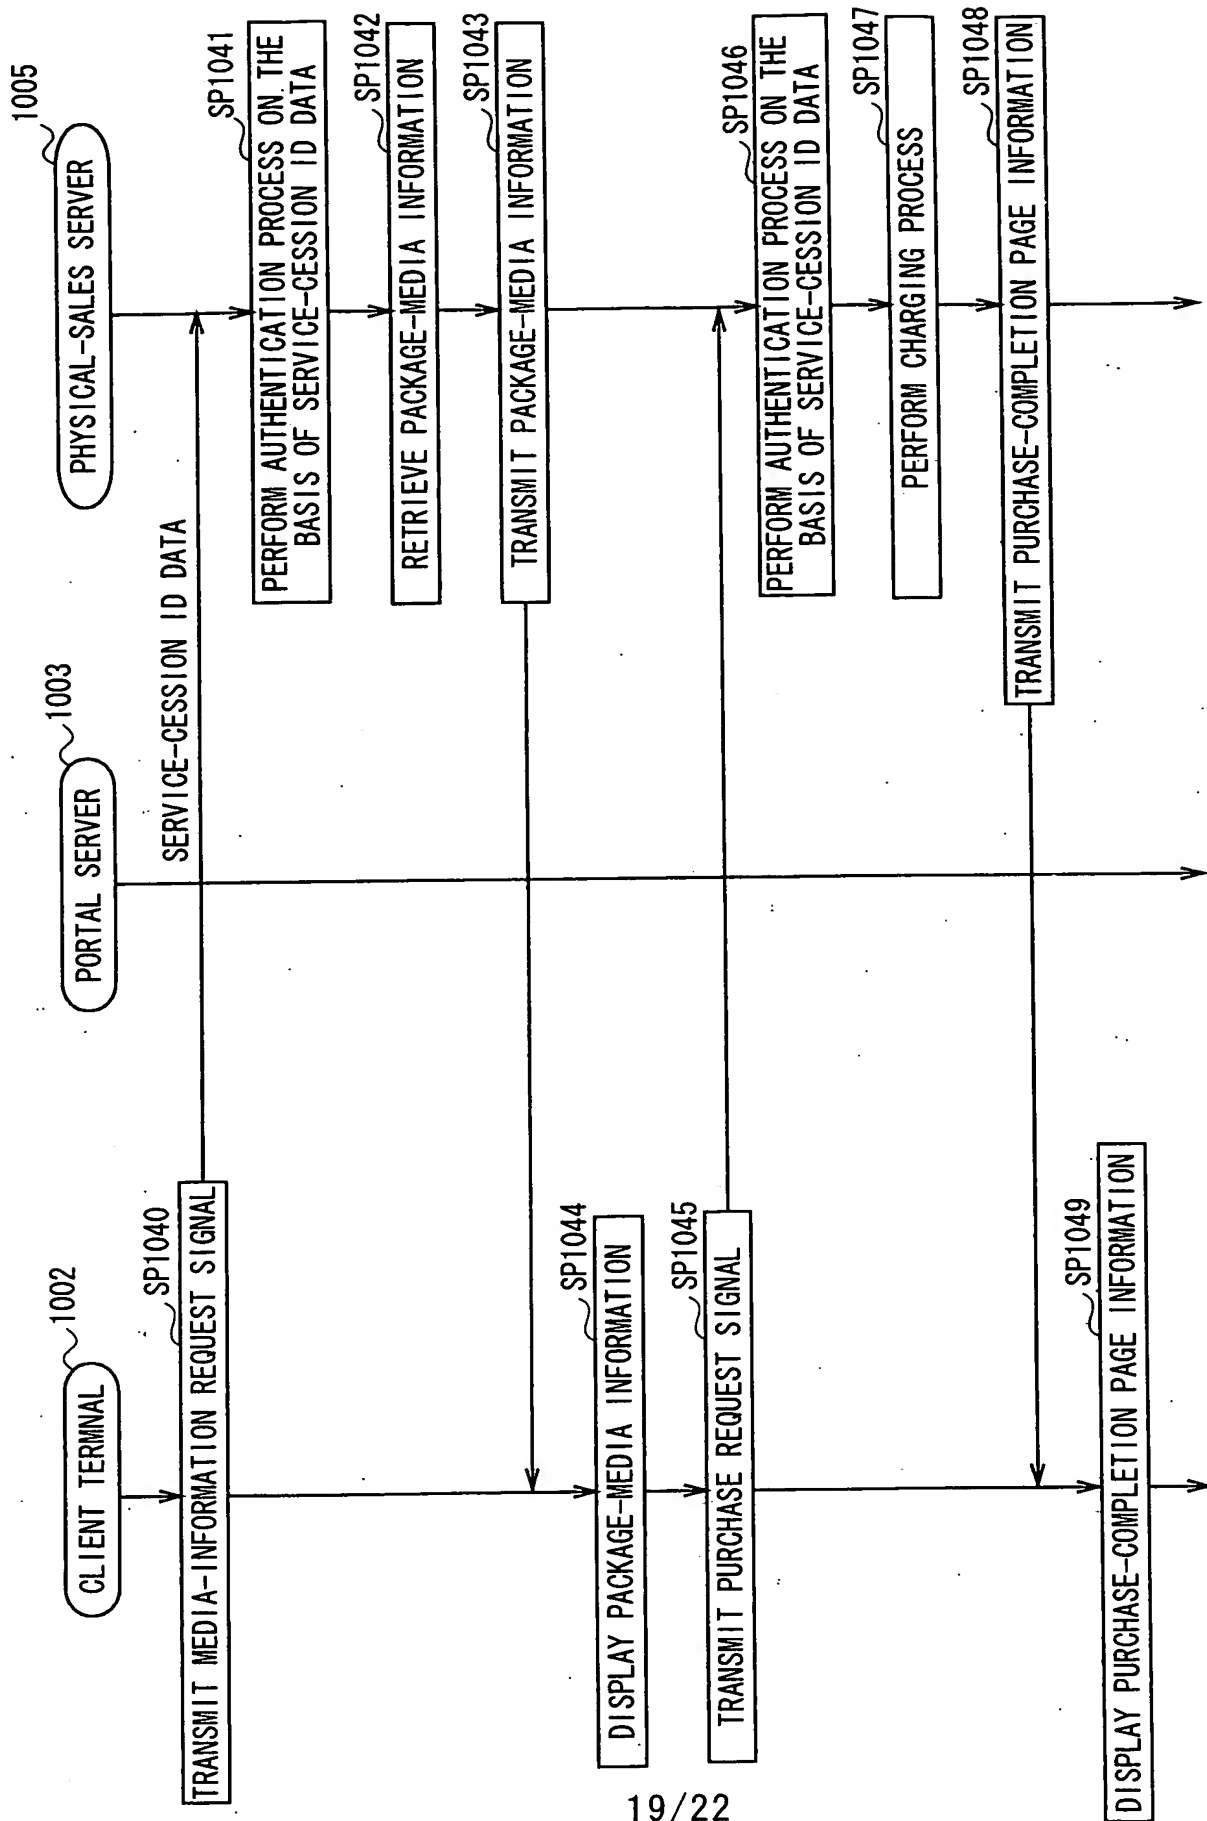 CLIENT TERMNAL
1002
PORTAL SERVER
1003
PHYSICAL-SALES SERVER
1005
SP1040
TRANSMIT MEDIA-INFORMATION REQUEST SIGNAL
SERVICE-CESSION ID DATA
SP1041
PERFORM AUTHENTICATION PROCESS ON THE
BASIS OF SERVICE-CESSION ID DATA
SP1042
RETRIEVE PACKAGE-MEDIA INFORMATION
SP1043
TRANSMIT PACKAGE-MEDIA INFORMATION
SP1044
DISPLAY PACKAGE-MEDIA INFORMATION
SP1045
TRANSMIT PURCHASE REQUEST SIGNAL
SP1046
PERFORM AUTHENTICATION PROCESS ON THE
BASIS OF SERVICE-CESSION ID DATA
SP1047
PERFORM CHARGING PROCESS
SP1048
TRANSMIT PURCHASE-COMPLETION PAGE INFORMATION
SP1049
DISPLAY PURCHASE-COMPLETION PAGE INFORMATION
19/22